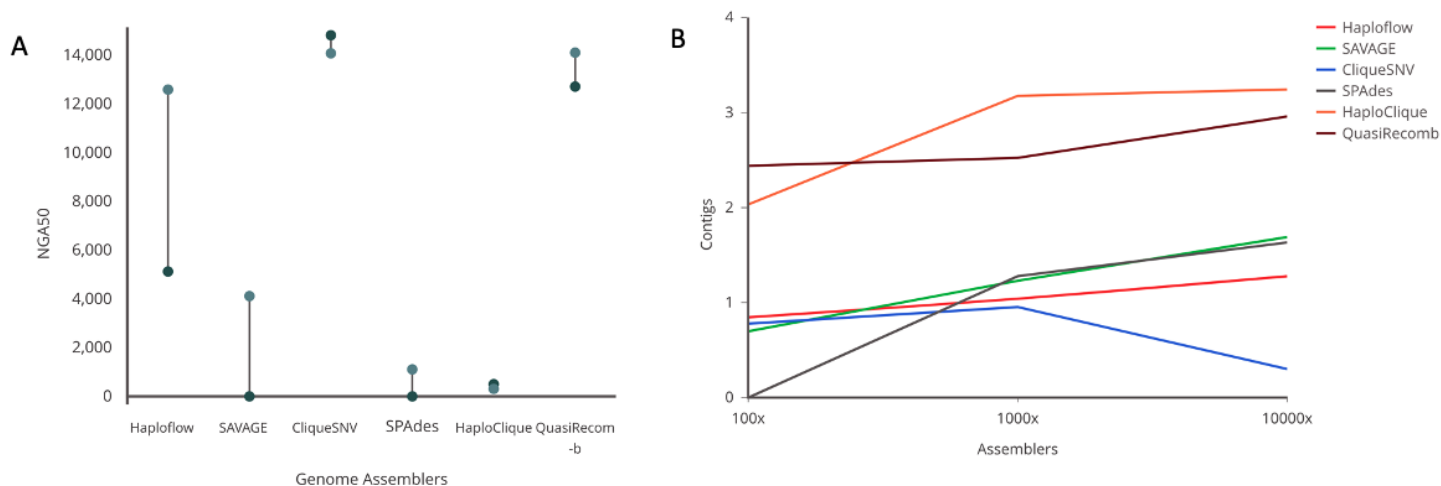 A
14,000
12,000
10,000
8,000
6,000
4,000
2,000
0
NGA50
Haploflow SAVAGE CliqueSNV SPAdes HaploClique QuasiRecom
-b
Genome Assemblers
B
4
3
2
1
0
Contigs
100x 1000x 10000x
Assemblers
Haploflow
SAVAGE
CliqueSNV
SPAdes
HaploClique
QuasiRecomb